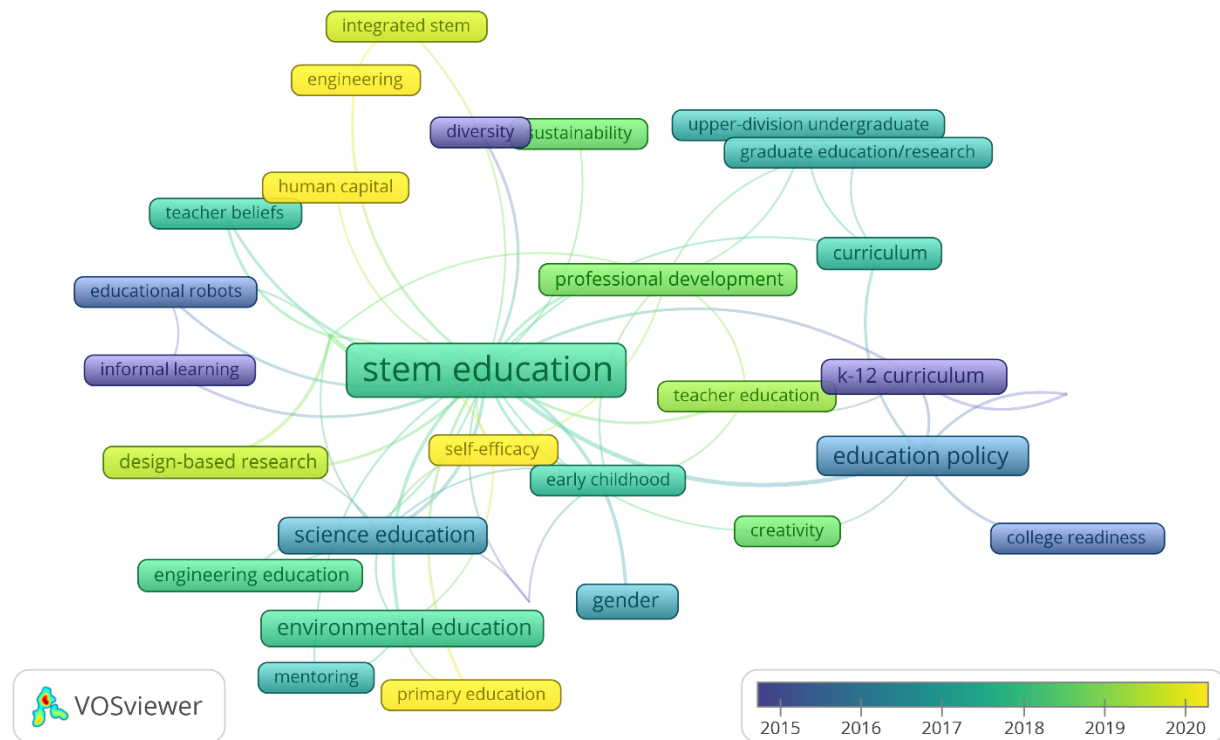 integrated stem
engineering
diversity
sustainability
upper-division undergraduate
graduate education/research
human capital
teacher beliefs
curriculum
professional development
educational robots
stem education
informal learning
k-12 curriculum
teacher education
self-efficacy
design-based research
education policy
early childhood
creativity
science education
college readiness
engineering education
gender
environmental education
mentoring
primary education
VOSviewer
2015 2016 2017 2018 2019 2020